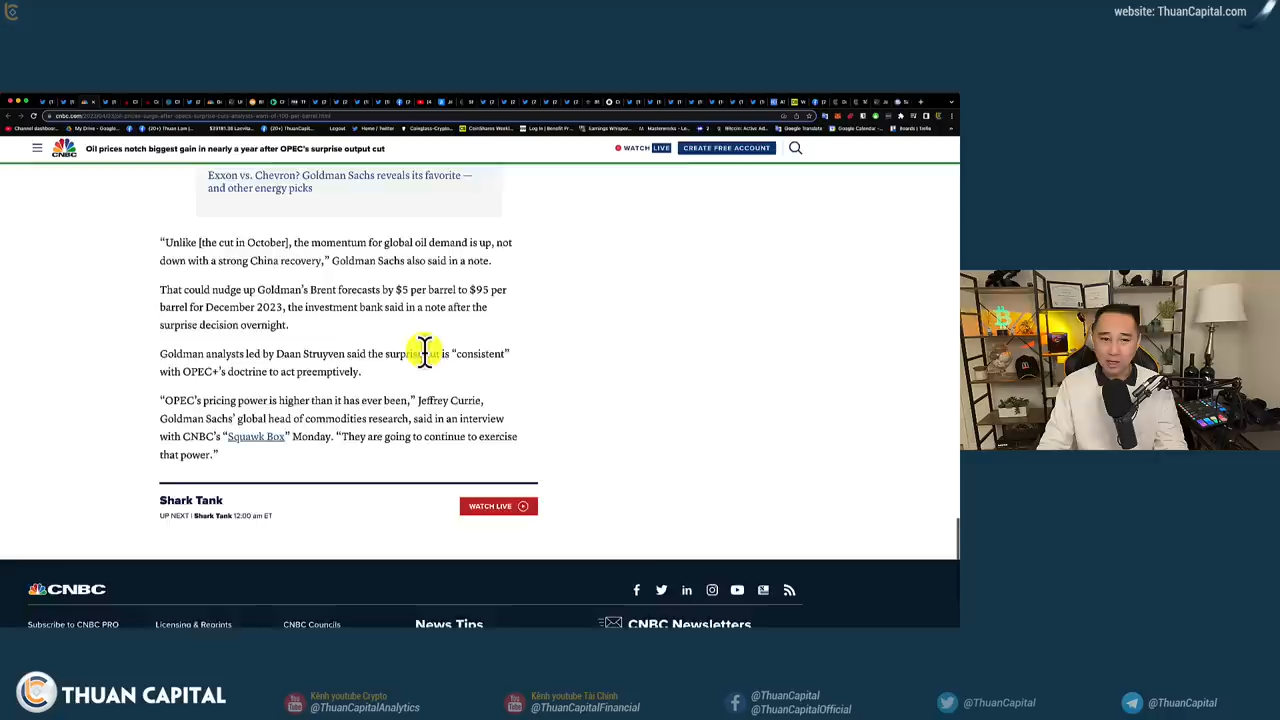 website: ThuanCapital.com
CNBC
Oil prices notch biggest gain in nearly a year after OPEC's surprise output cut
WATCH LIVE
CREATE FREE ACCOUNT
Exxon vs. Chevron? Goldman Sachs reveals its favorite —
and other energy picks
“Unlike [the cut in October], the momentum for global oil demand is up, not
down with a strong China recovery,” Goldman Sachs also said in a note.
That could nudge up Goldman’s Brent forecasts by $5 per barrel to $95 per
barrel for December 2023, the investment bank said in a note after the
surprise decision overnight.
Goldman analysts led by Daan Struyven said the surprise cut is “consistent”
with OPEC+’s doctrine to act preemptively.
“OPEC’s pricing power is higher than it has ever been,” Jeffrey Currie,
Goldman Sachs’ global head of commodities research, said in an interview
with CNBC’s “Squawk Box” Monday. “They are going to continue to exercise
that power.”
Shark Tank
UP NEXT | Shark Tank 12:00 am ET
WATCH LIVE
CNBC
Subscribe to CNBC PRO
Licensing & Reprints
CNBC Councils
News Tips
CNBC Newsletters
THUAN CAPITAL
Kênh youtube Crypto
@ThuanCapitalAnalytics
Kênh youtube Tài Chính
@ThuanCapitalFinancial
@ThuanCapital
@ThuanCapitalOfficial
@ThuanCapital
@ThuanCapital